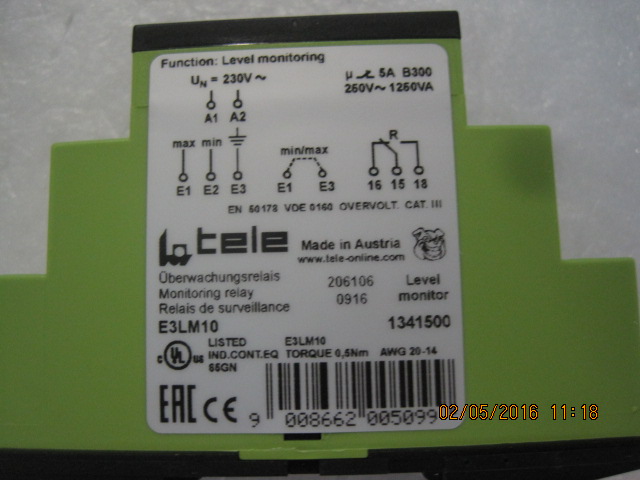 Function: Level monitoring
UN = 230V ~
µ 5A B300
250V~ 1250VA
A1 A2
max min
min/max
R
E1 E2 E3
E1 E3
16 15 18
EN 50178 VDE 0160 OVERVOLT. CAT. III
tele
Made in Austria
www.tele-online.com
Überwachungsrelais
Monitoring relay
Relais de surveillance
206106
0916
Level
monitor
E3LM10
1341500
c UL us
LISTED
IND.CONT.EQ
65GN
E3LM10
TORQUE 0,5Nm AWG 20-14
EAC CE
9 008662 005099
02/05/2016 11:18